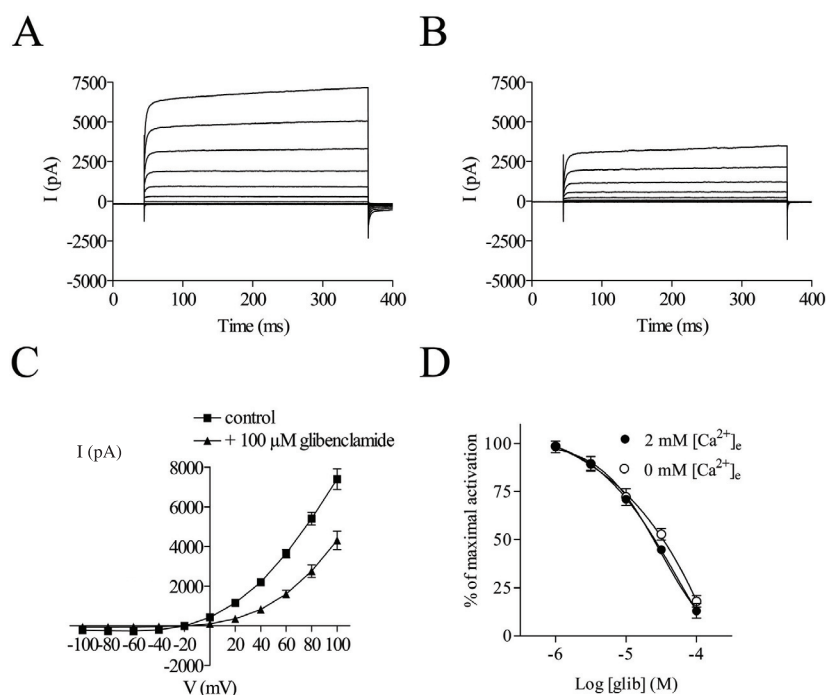 A
I (pA)
7500
5000
2500
0
-2500
-5000
0 100 200 300 400
Time (ms)
B
I (pA)
7500
5000
2500
0
-2500
-5000
0 100 200 300 400
Time (ms)
C
control
+ 100 μM glibenclamide
I (pA)
8000
6000
4000
2000
-2000
-100 -80 -60 -40 -20 20 40 60 80 100
V (mV)
D
2 mM [Ca²⁺]ₑ
0 mM [Ca²⁺]ₑ
% of maximal activation
100
75
50
25
0
-6 -5 -4
Log [glib] (M)